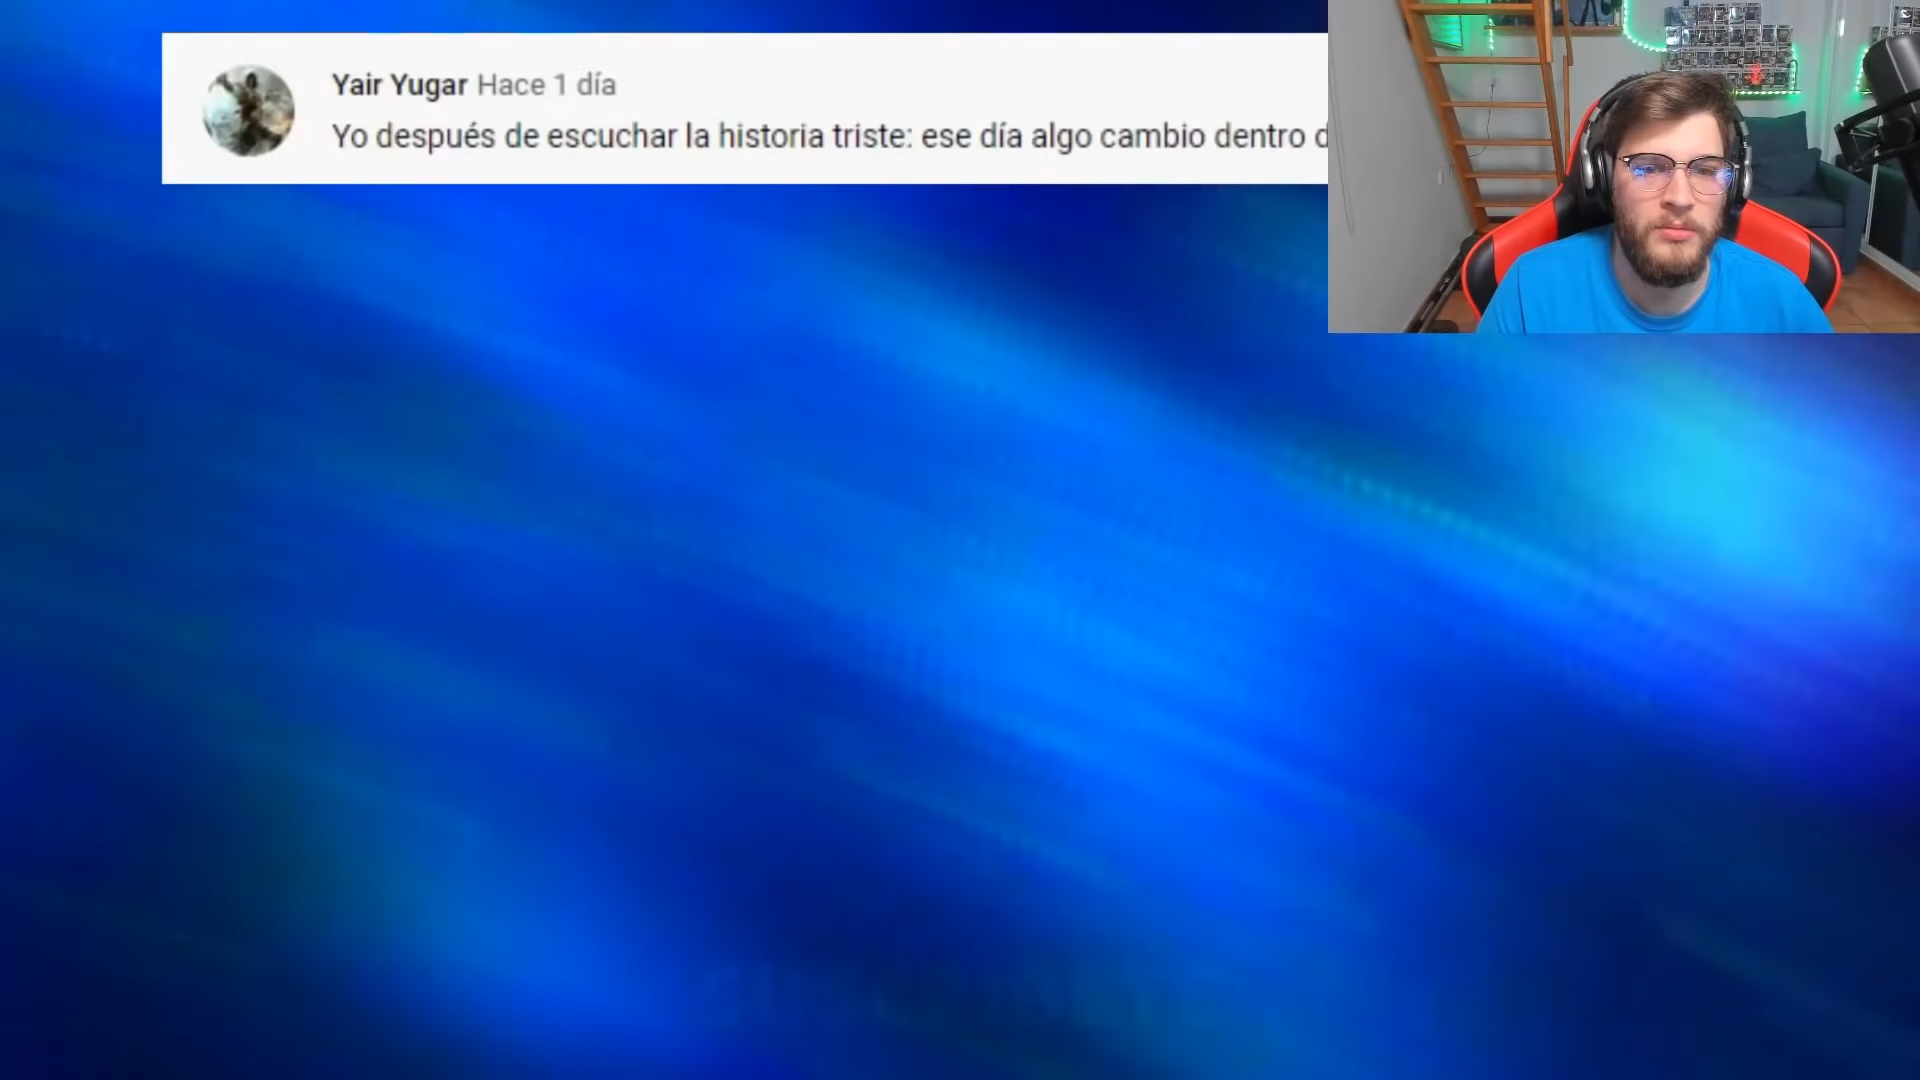 Yair Yugar Hace 1 día
Yo después de escuchar la historia triste: ese día algo cambio dentro d